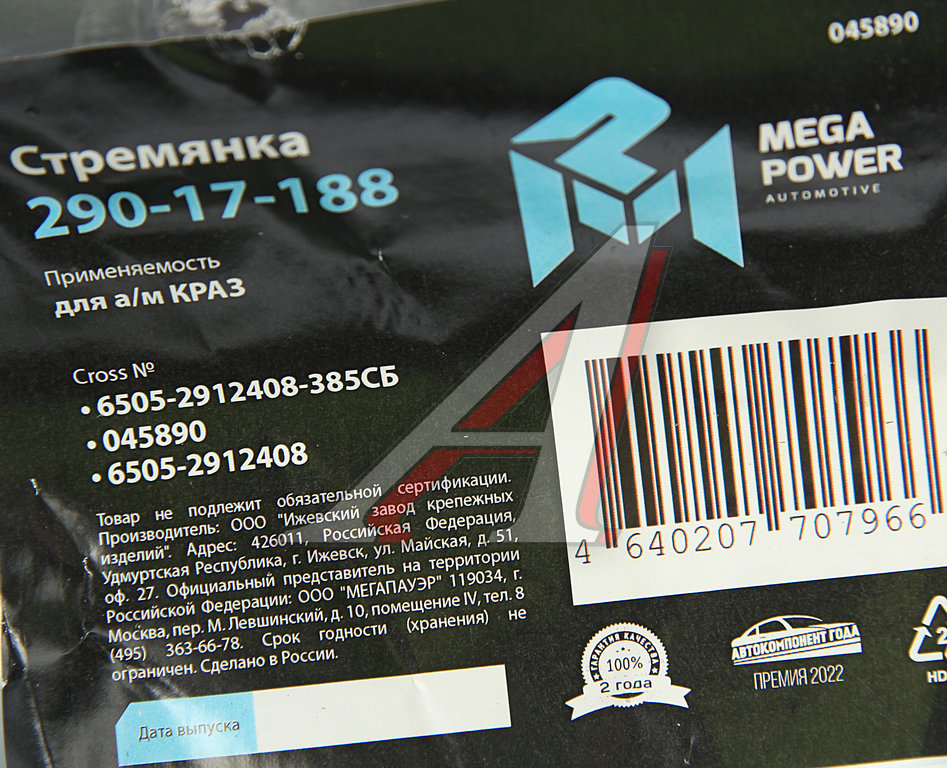 045890
Стремянка
290-17-188
MEGA
POWER
AUTOMOTIVE
Применяемость
для а/м КРАЗ
Cross №
• 6505-2912408-385СБ
• 045890
• 6505-2912408
Товар не подлежит обязательной сертификации.
Производитель: ООО "Ижевский завод крепежных
изделий". Адрес: 426011, Российская Федерация,
Удмуртская Республика, г. Ижевск, ул. Майская, д. 51,
оф. 27. Официальный представитель на территории
Российской Федерации: ООО "МЕГАПАУЭР" 119034, г.
Москва, пер. М. Левшинский, д. 10, помещение IV, тел. 8
(495) 363-66-78. Срок годности (хранения) не
ограничен. Сделано в России.
4 640207 707966
ГАРАНТИЯ КАЧЕСТВА
100%
2 года
АВТОКОМПОНЕНТ ГОДА
ПРЕМИЯ 2022
2
HD
Дата выпуска